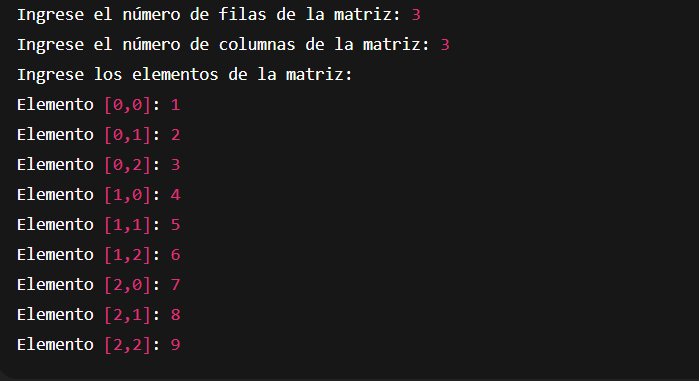 Ingrese el número de filas de la matriz: 3
Ingrese el número de columnas de la matriz: 3
Ingrese los elementos de la matriz:
Elemento [0,0]: 1
Elemento [0,1]: 2
Elemento [0,2]: 3
Elemento [1,0]: 4
Elemento [1,1]: 5
Elemento [1,2]: 6
Elemento [2,0]: 7
Elemento [2,1]: 8
Elemento [2,2]: 9